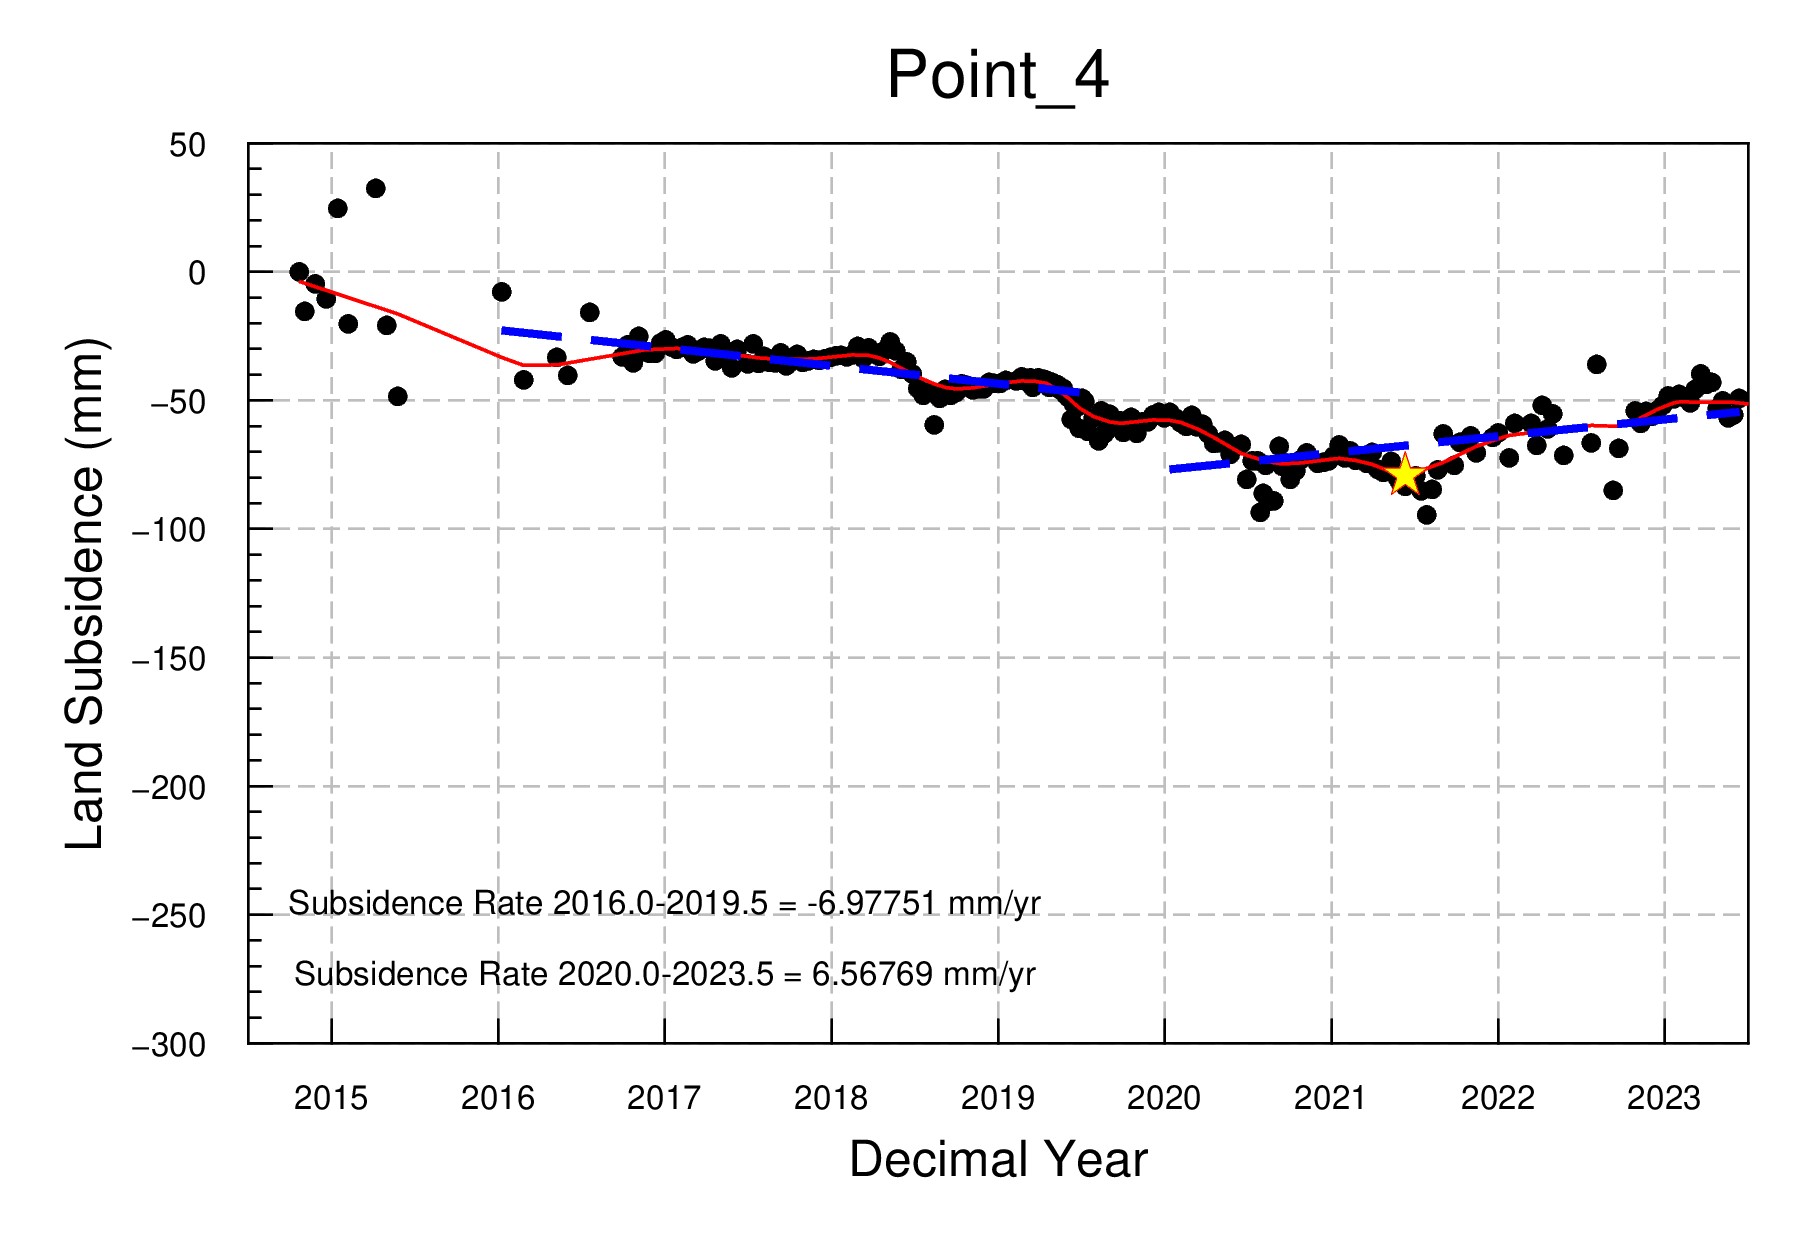 Point_4
50
0
−50
−100
−150
−200
−250
−300
Land Subsidence (mm)
Subsidence Rate 2016.0-2019.5 = -6.97751 mm/yr
Subsidence Rate 2020.0-2023.5 = 6.56769 mm/yr
2015 2016 2017 2018 2019 2020 2021 2022 2023
Decimal Year